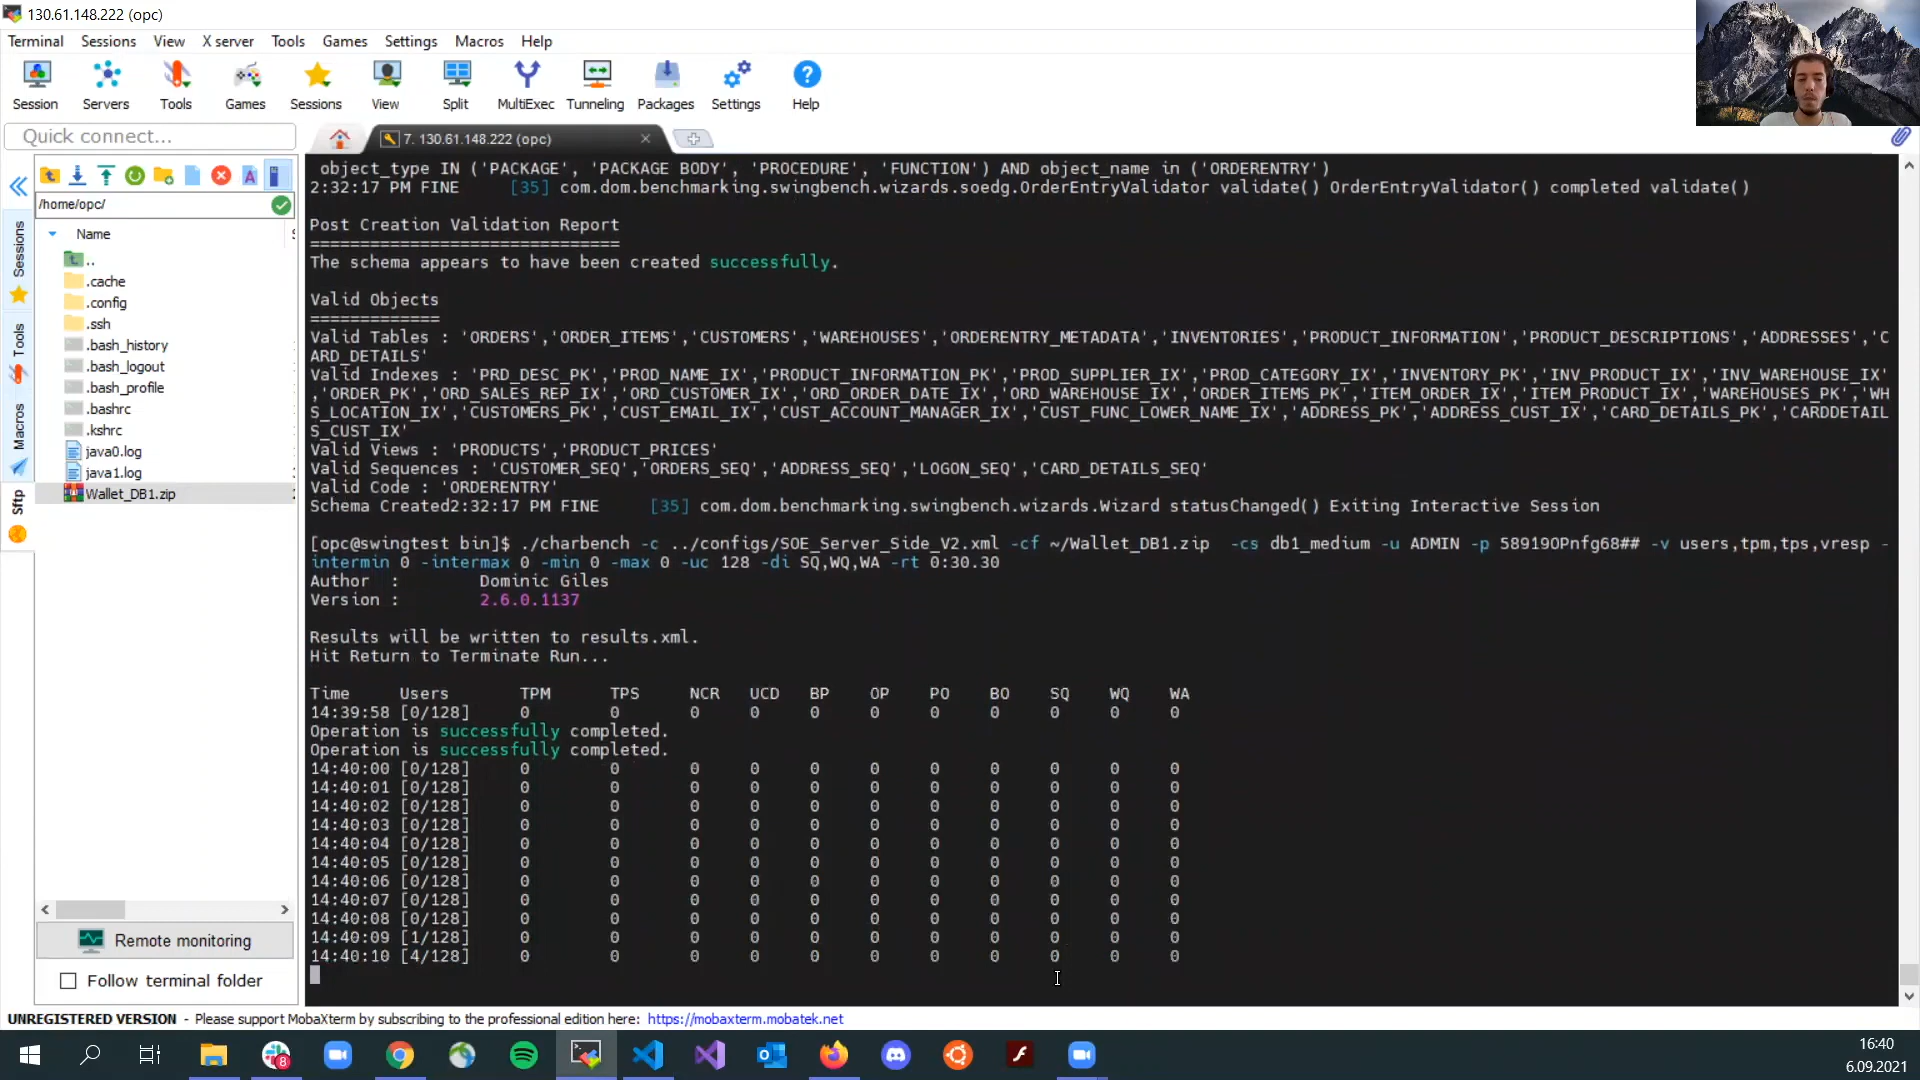 130.61.148.222 (opc)
Terminal Sessions View X server Tools Games Settings Macros Help
Session Servers Tools Games Sessions View Split MultiExec Tunneling Packages Settings Help
Quick connect...
7. 130.61.148.222 (opc)
/home/opc/
Name
..
.cache
.config
.ssh
.bash_history
.bash_logout
.bash_profile
.bashrc
.kshrc
java0.log
java1.log
Wallet_DB1.zip
Sessions
Tools
Macros
Sftp
Remote monitoring
Follow terminal folder
object_type IN ('PACKAGE', 'PACKAGE BODY', 'PROCEDURE', 'FUNCTION') AND object_name in ('ORDERENTRY')
2:32:17 PM FINE [35] com.dom.benchmarking.swingbench.wizards.soedg.OrderEntryValidator validate() OrderEntryValidator() completed validate()
Post Creation Validation Report
===============================
The schema appears to have been created successfully.
Valid Objects
=============
Valid Tables : 'ORDERS','ORDER_ITEMS','CUSTOMERS','WAREHOUSES','ORDERENTRY_METADATA','INVENTORIES','PRODUCT_INFORMATION','PRODUCT_DESCRIPTIONS','ADDRESSES','C
ARD_DETAILS'
Valid Indexes : 'PRD_DESC_PK','PROD_NAME_IX','PRODUCT_INFORMATION_PK','PROD_SUPPLIER_IX','PROD_CATEGORY_IX','INVENTORY_PK','INV_PRODUCT_IX','INV_WAREHOUSE_IX'
,'ORDER_PK','ORD_SALES_REP_IX','ORD_CUSTOMER_IX','ORD_ORDER_DATE_IX','ORD_WAREHOUSE_IX','ORDER_ITEMS_PK','ITEM_ORDER_IX','ITEM_PRODUCT_IX','WAREHOUSES_PK','WH
S_LOCATION_IX','CUSTOMERS_PK','CUST_EMAIL_IX','CUST_ACCOUNT_MANAGER_IX','CUST_FUNC_LOWER_NAME_IX','ADDRESS_PK','ADDRESS_CUST_IX','CARD_DETAILS_PK','CARDDETAIL
S_CUST_IX'
Valid Views : 'PRODUCTS','PRODUCT_PRICES'
Valid Sequences : 'CUSTOMER_SEQ','ORDERS_SEQ','ADDRESS_SEQ','LOGON_SEQ','CARD_DETAILS_SEQ'
Valid Code : 'ORDERENTRY'
Schema Created2:32:17 PM FINE [35] com.dom.benchmarking.swingbench.wizards.Wizard statusChanged() Exiting Interactive Session
[opc@swingtest bin]$ ./charbench -c ../configs/SOE_Server_Side_V2.xml -cf ~/Wallet_DB1.zip -cs db1_medium -u ADMIN -p 58919OPnfg68## -v users,tpm,tps,vresp -
intermin 0 -intermax 0 -min 0 -max 0 -uc 128 -di SQ,WQ,WA -rt 0:30.30
Author : Dominic Giles
Version : 2.6.0.1137
Results will be written to results.xml.
Hit Return to Terminate Run...
Time Users TPM TPS NCR UCD BP OP PO BO SQ WQ WA
14:39:58 [0/128] 0 0 0 0 0 0 0 0 0 0 0
Operation is successfully completed.
Operation is successfully completed.
14:40:00 [0/128] 0 0 0 0 0 0 0 0 0 0 0
14:40:01 [0/128] 0 0 0 0 0 0 0 0 0 0 0
14:40:02 [0/128] 0 0 0 0 0 0 0 0 0 0 0
14:40:03 [0/128] 0 0 0 0 0 0 0 0 0 0 0
14:40:04 [0/128] 0 0 0 0 0 0 0 0 0 0 0
14:40:05 [0/128] 0 0 0 0 0 0 0 0 0 0 0
14:40:06 [0/128] 0 0 0 0 0 0 0 0 0 0 0
14:40:07 [0/128] 0 0 0 0 0 0 0 0 0 0 0
14:40:08 [0/128] 0 0 0 0 0 0 0 0 0 0 0
14:40:09 [1/128] 0 0 0 0 0 0 0 0 0 0 0
14:40:10 [4/128] 0 0 0 0 0 0 0 0 0 0 0
UNREGISTERED VERSION - Please support MobaXterm by subscribing to the professional edition here: https://mobaxterm.mobatek.net
16:40
6.09.2021